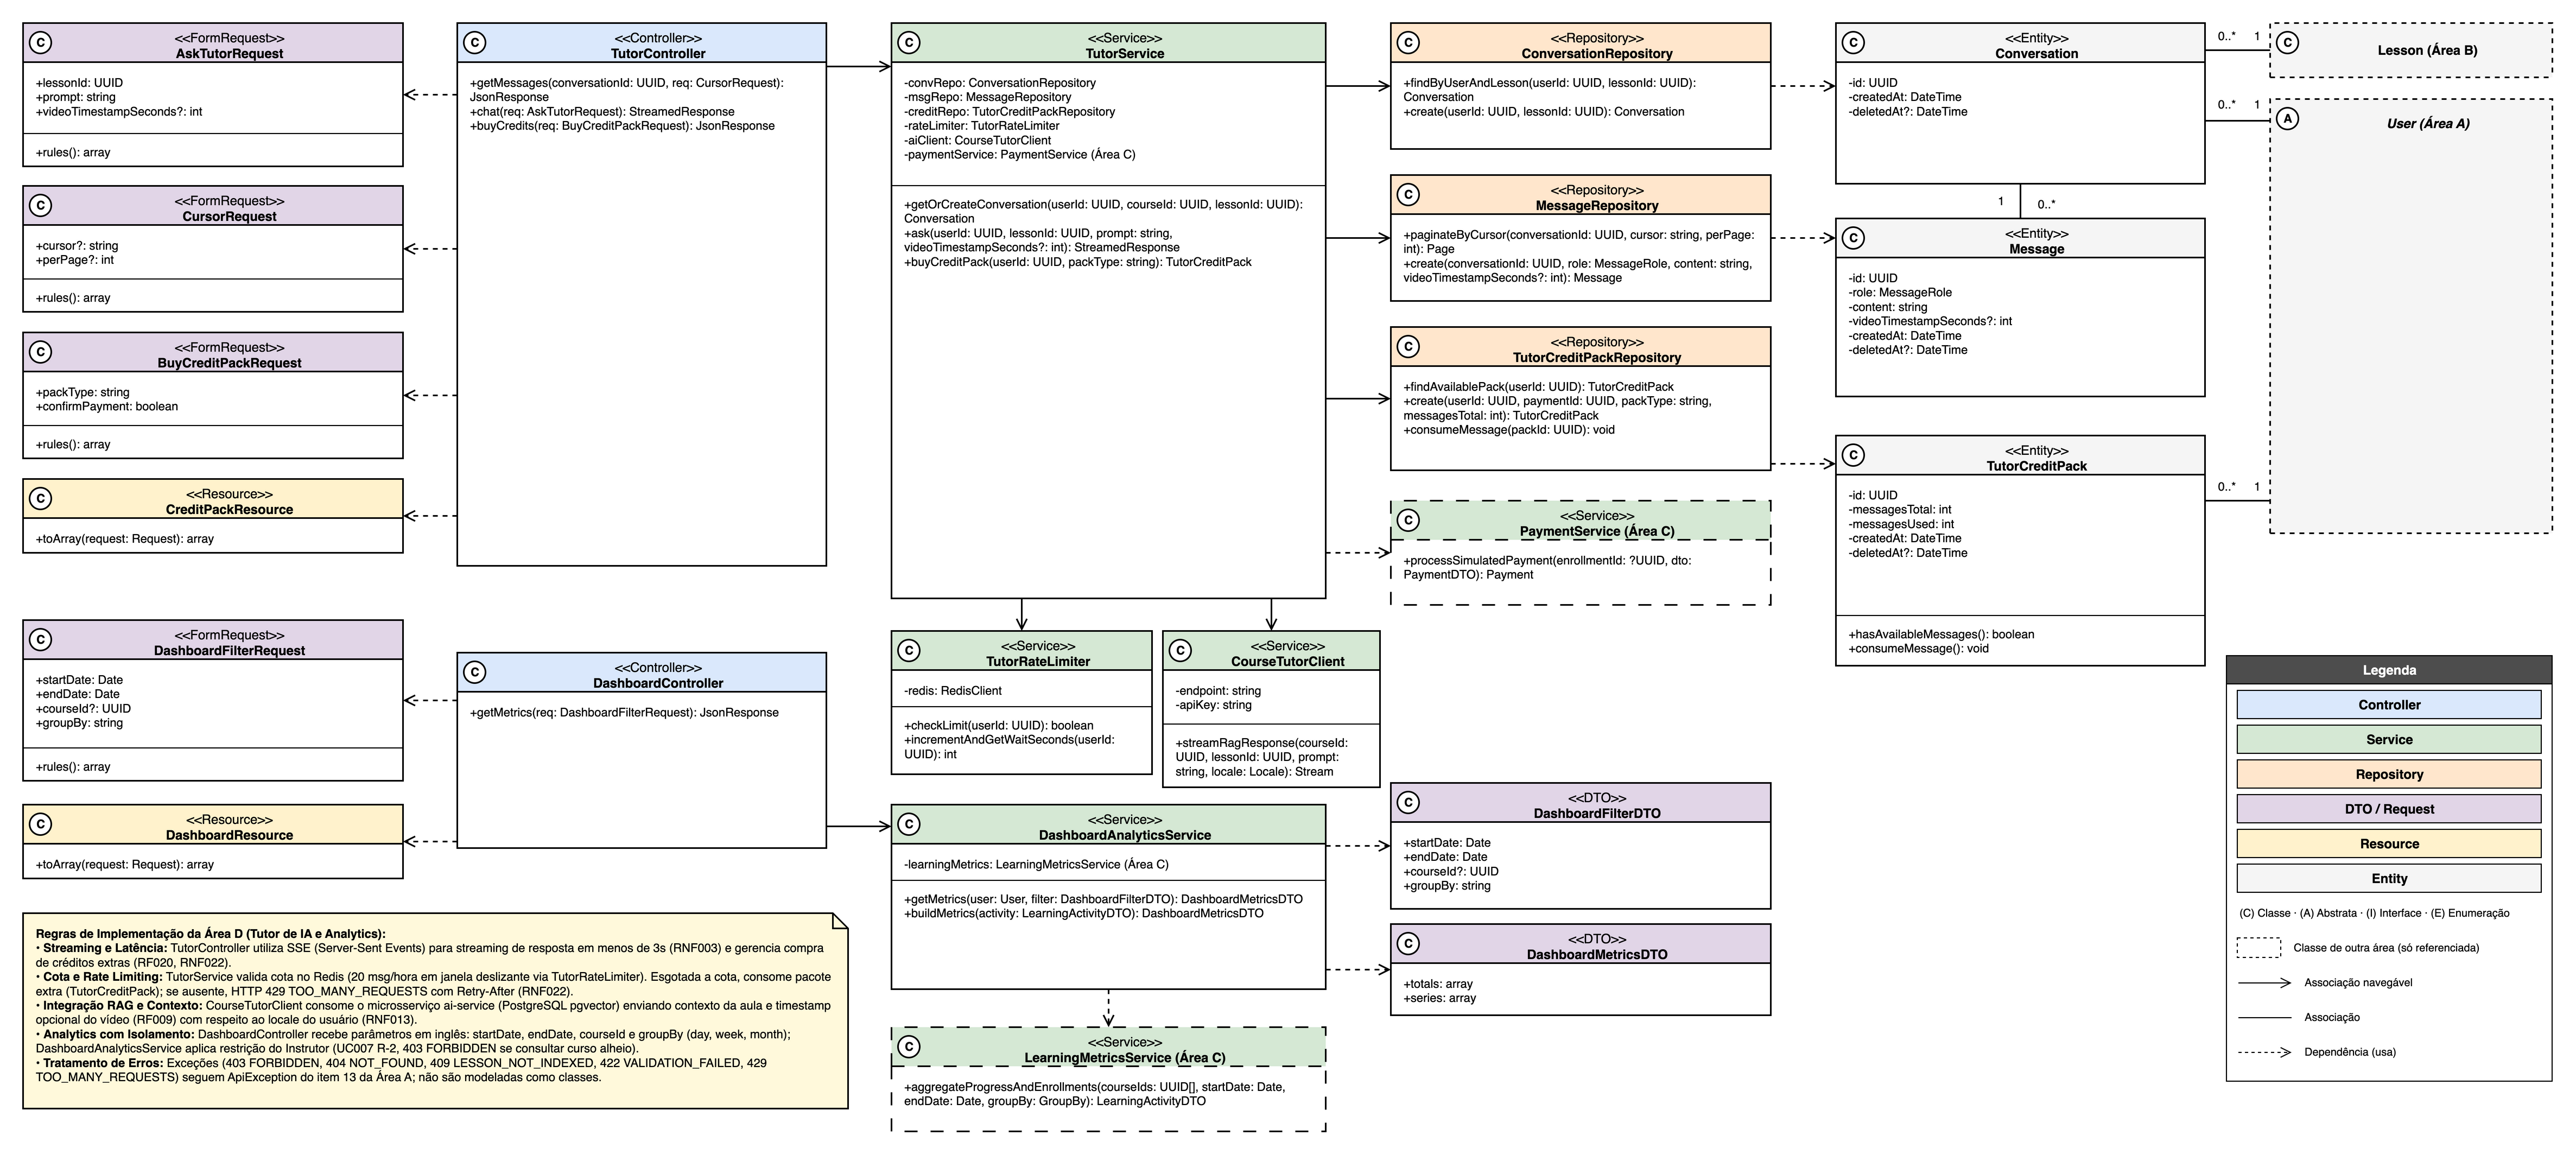 C
<<FormRequest>>
AskTutorRequest
+lessonId: UUID
+prompt: string
+videoTimestampSeconds?: int
+rules(): array
C
<<FormRequest>>
CursorRequest
+cursor?: string
+perPage?: int
+rules(): array
C
<<FormRequest>>
BuyCreditPackRequest
+packType: string
+confirmPayment: boolean
+rules(): array
C
<<Resource>>
CreditPackResource
+toArray(request: Request): array
C
<<FormRequest>>
DashboardFilterRequest
+startDate: Date
+endDate: Date
+courseId?: UUID
+groupBy: string
+rules(): array
C
<<Resource>>
DashboardResource
+toArray(request: Request): array
C
<<Controller>>
TutorController
+getMessages(conversationId: UUID, req: CursorRequest):
JsonResponse
+chat(req: AskTutorRequest): StreamedResponse
+buyCredits(req: BuyCreditPackRequest): JsonResponse
C
<<Controller>>
DashboardController
+getMetrics(req: DashboardFilterRequest): JsonResponse
C
<<Service>>
TutorService
-convRepo: ConversationRepository
-msgRepo: MessageRepository
-creditRepo: TutorCreditPackRepository
-rateLimiter: TutorRateLimiter
-aiClient: CourseTutorClient
-paymentService: PaymentService (Área C)
+getOrCreateConversation(userId: UUID, courseId: UUID, lessonId: UUID):
Conversation
+ask(userId: UUID, lessonId: UUID, prompt: string,
videoTimestampSeconds?: int): StreamedResponse
+buyCreditPack(userId: UUID, packType: string): TutorCreditPack
C
<<Service>>
TutorRateLimiter
-redis: RedisClient
+checkLimit(userId: UUID): boolean
+incrementAndGetWaitSeconds(userId:
UUID): int
C
<<Service>>
CourseTutorClient
-endpoint: string
-apiKey: string
+streamRagResponse(courseId:
UUID, lessonId: UUID, prompt:
string, locale: Locale): Stream
C
<<Service>>
DashboardAnalyticsService
-learningMetrics: LearningMetricsService (Área C)
+getMetrics(user: User, filter: DashboardFilterDTO): DashboardMetricsDTO
+buildMetrics(activity: LearningActivityDTO): DashboardMetricsDTO
C
<<Service>>
LearningMetricsService (Área C)
+aggregateProgressAndEnrollments(courseIds: UUID[], startDate: Date,
endDate: Date, groupBy: GroupBy): LearningActivityDTO
C
<<Repository>>
ConversationRepository
+findByUserAndLesson(userId: UUID, lessonId: UUID):
Conversation
+create(userId: UUID, lessonId: UUID): Conversation
C
<<Repository>>
MessageRepository
+paginateByCursor(conversationId: UUID, cursor: string, perPage:
int): Page
+create(conversationId: UUID, role: MessageRole, content: string,
videoTimestampSeconds?: int): Message
C
<<Repository>>
TutorCreditPackRepository
+findAvailablePack(userId: UUID): TutorCreditPack
+create(userId: UUID, paymentId: UUID, packType: string,
messagesTotal: int): TutorCreditPack
+consumeMessage(packId: UUID): void
C
<<Service>>
PaymentService (Área C)
+processSimulatedPayment(enrollmentId: ?UUID, dto:
PaymentDTO): Payment
C
<<DTO>>
DashboardFilterDTO
+startDate: Date
+endDate: Date
+courseId?: UUID
+groupBy: string
C
<<DTO>>
DashboardMetricsDTO
+totals: array
+series: array
C
<<Entity>>
Conversation
-id: UUID
-createdAt: DateTime
-deletedAt?: DateTime
1 0..*
C
<<Entity>>
Message
-id: UUID
-role: MessageRole
-content: string
-videoTimestampSeconds?: int
-createdAt: DateTime
-deletedAt?: DateTime
C
<<Entity>>
TutorCreditPack
-id: UUID
-messagesTotal: int
-messagesUsed: int
-createdAt: DateTime
-deletedAt?: DateTime
+hasAvailableMessages(): boolean
+consumeMessage(): void
0..* 1
C
Lesson (Área B)
0..* 1
A
User (Área A)
0..* 1
Legenda
Controller
Service
Repository
DTO / Request
Resource
Entity
(C) Classe · (A) Abstrata · (I) Interface · (E) Enumeração
Classe de outra área (só referenciada)
Associação navegável
Associação
Dependência (usa)
Regras de Implementação da Área D (Tutor de IA e Analytics):
• Streaming e Latência: TutorController utiliza SSE (Server-Sent Events) para streaming de resposta em menos de 3s (RNF003) e gerencia compra
de créditos extras (RF020, RNF022).
• Cota e Rate Limiting: TutorService valida cota no Redis (20 msg/hora em janela deslizante via TutorRateLimiter). Esgotada a cota, consome pacote
extra (TutorCreditPack); se ausente, HTTP 429 TOO_MANY_REQUESTS com Retry-After (RNF022).
• Integração RAG e Contexto: CourseTutorClient consome o microsserviço ai-service (PostgreSQL pgvector) enviando contexto da aula e timestamp
opcional do vídeo (RF009) com respeito ao locale do usuário (RNF013).
• Analytics com Isolamento: DashboardController recebe parâmetros em inglês: startDate, endDate, courseId e groupBy (day, week, month);
DashboardAnalyticsService aplica restrição do Instrutor (UC007 R-2, 403 FORBIDDEN se consultar curso alheio).
• Tratamento de Erros: Exceções (403 FORBIDDEN, 404 NOT_FOUND, 409 LESSON_NOT_INDEXED, 422 VALIDATION_FAILED, 429
TOO_MANY_REQUESTS) seguem ApiException do item 13 da Área A; não são modeladas como classes.